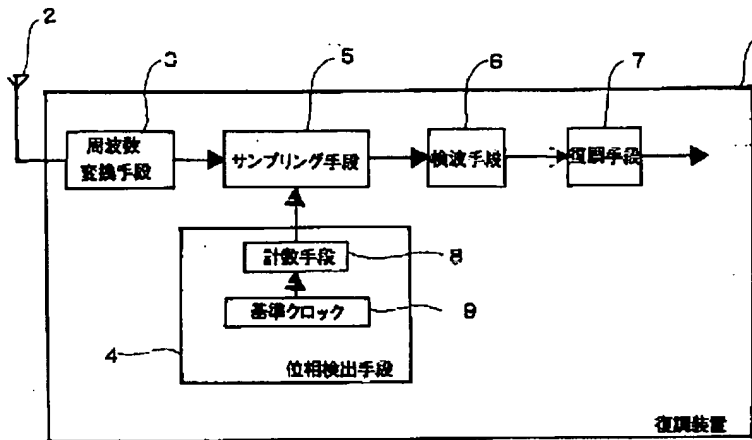 2
3
5
6
7
周波数
変換手段
サンプリング手段
検波手段
復調手段
計数手段
8
基準クロック
9
4
位相検出手段
復調装置